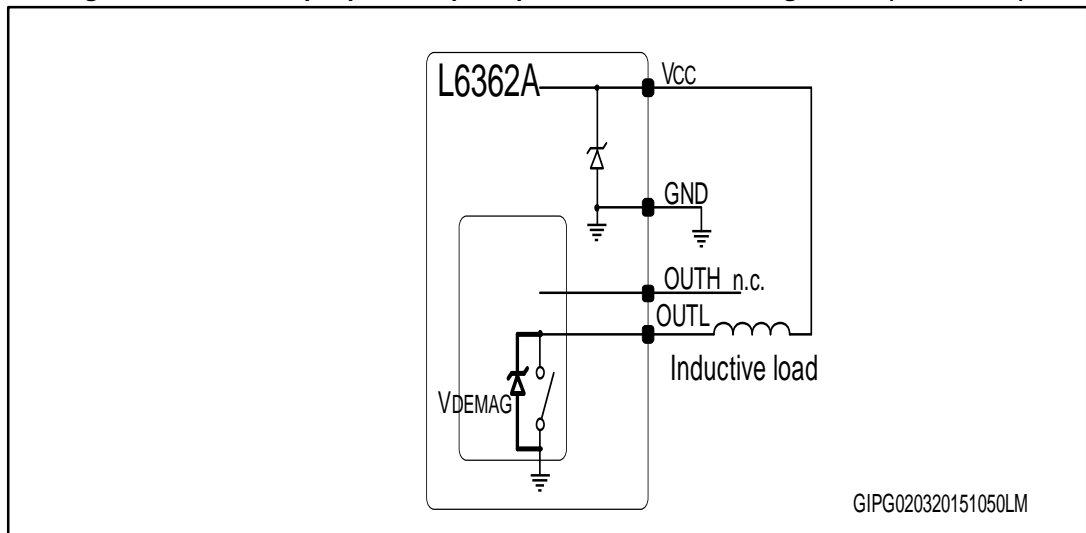 L6362A
VCC
GND
OUTH n.c.
OUTL
Inductive load
VDEMAG
GIPG020320151050LM